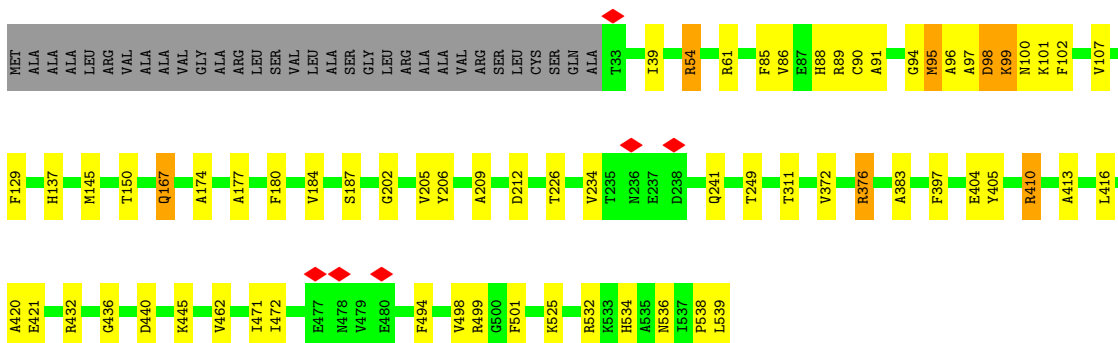 MET ALA ALA ALA LEU ARG VAL ALA ALA VAL GLY ALA ARG LEU SER VAL LEU ALA SER GLY LEU ARG ALA ALA VAL ARG SER LEU CYS SER GLN ALA T33 I39 R54 R61 F85 V86 E87 H88 R89 C90 A91 G94 M95 A96 A97 D98 K99 N100 K101 F102 V107
F129 H137 M145 T150 Q167 A174 A177 F180 V184 S187 G202 V205 Y206 A209 D212 T226 V234 T235 N236 E237 D238 Q241 T249 T311 V372 R376 A383 F397 E404 Y405 R410 A413 L416
A420 E421 R432 G436 D440 K445 V462 I471 I472 E477 N478 V479 E480 F494 V498 R499 G500 F501 K525 R532 K533 H534 A535 N536 I537 P538 L539